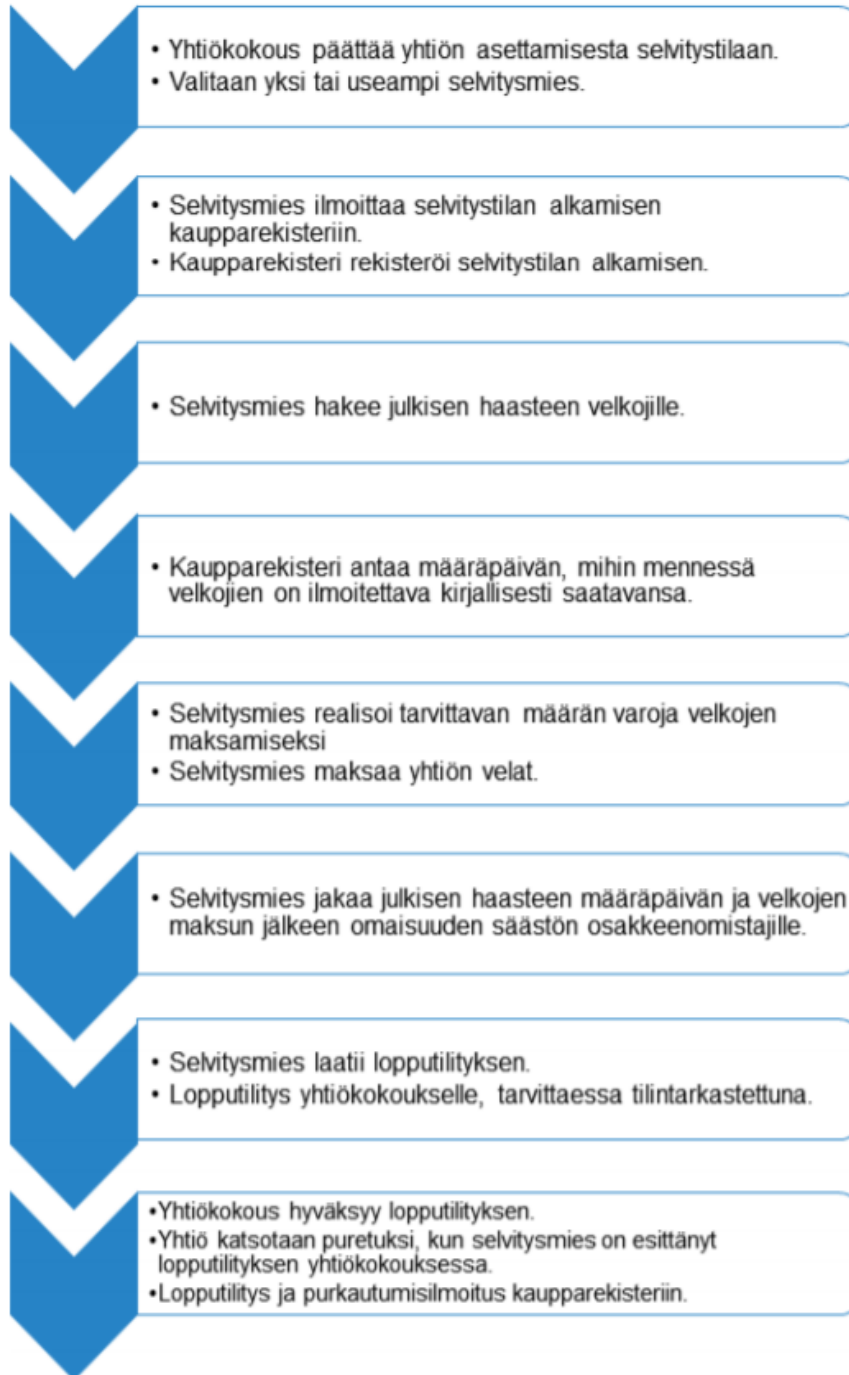 • Yhtiökokous päättää yhtiön asettamisesta selvitystilaan.
• Valitaan yksi tai useampi selvitysmies.
• Selvitysmies ilmoittaa selvitystilan alkamisen
kaupparekisteriin.
• Kaupparekisteri rekisteröi selvitystilan alkamisen.
• Selvitysmies hakee julkisen haasteen velkojille.
• Kaupparekisteri antaa määräpäivän, mihin mennessä
velkojien on ilmoitettava kirjallisesti saatavansa.
• Selvitysmies realisoi tarvittavan määrän varoja velkojen
maksamiseksi
• Selvitysmies maksaa yhtiön velat.
• Selvitysmies jakaa julkisen haasteen määräpäivän ja velkojen
maksun jälkeen omaisuuden säästön osakkeenomistajille.
• Selvitysmies laatii lopputilityksen.
• Lopputilitys yhtiökokoukselle, tarvittaessa tilintarkastettuna.
•Yhtiökokous hyväksyy lopputilityksen.
•Yhtiö katsotaan puretuksi, kun selvitysmies on esittänyt
lopputilityksen yhtiökokouksessa.
•Lopputilitys ja purkautumisilmoitus kaupparekisteriin.